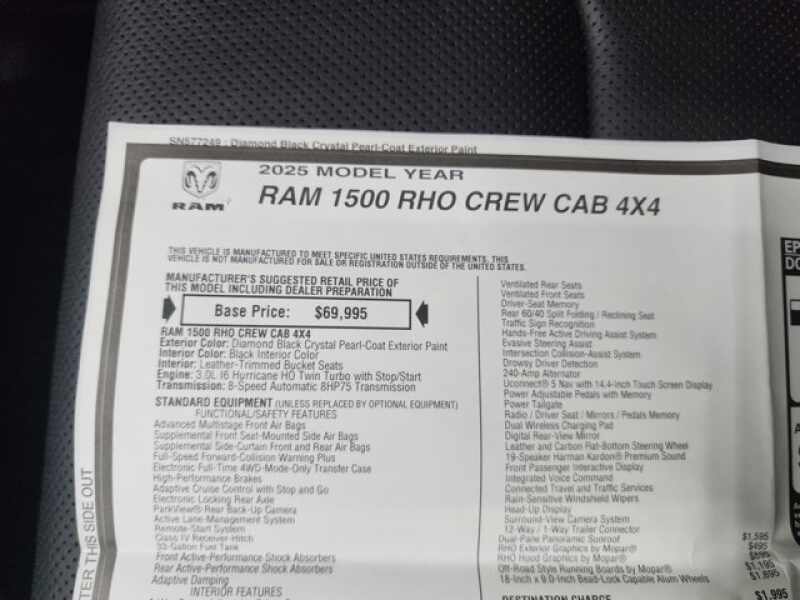 SN577249 : Diamond Black Crystal Pearl-Coat Exterior Paint
2025 MODEL YEAR
RAM 1500 RHO CREW CAB 4X4
RAM
THIS VEHICLE IS MANUFACTURED TO MEET SPECIFIC UNITED STATES REQUIREMENTS. THIS
VEHICLE IS NOT MANUFACTURED FOR SALE OR REGISTRATION OUTSIDE OF THE UNITED STATES.
MANUFACTURER'S SUGGESTED RETAIL PRICE OF
THIS MODEL INCLUDING DEALER PREPARATION
Base Price: $69,995
RAM 1500 RHO CREW CAB 4X4
Exterior Color: Diamond Black Crystal Pearl-Coat Exterior Paint
Interior Color: Black Interior Color
Interior: Leather-Trimmed Bucket Seats
Engine: 3.0L I6 Hurricane HO Twin Turbo with Stop/Start
Transmission: 8-Speed Automatic 8HP75 Transmission
STANDARD EQUIPMENT (UNLESS REPLACED BY OPTIONAL EQUIPMENT)
FUNCTIONAL/SAFETY FEATURES
Advanced Multistage Front Air Bags
Supplemental Front Seat-Mounted Side Air Bags
Supplemental Side-Curtain Front and Rear Air Bags
Full-Speed Forward-Collision Warning Plus
Electronic Full-Time 4WD-Mode-Only Transfer Case
High-Performance Brakes
Adaptive Cruise Control with Stop and Go
Electronic Locking Rear Axle
ParkView® Rear Back-Up Camera
Active Lane-Management System
Remote-Start System
Class IV Receiver-Hitch
33-Gallon Fuel Tank
Front Active-Performance Shock Absorbers
Rear Active-Performance Shock Absorbers
Adaptive Damping
INTERIOR FEATURES
Ventilated Rear Seats
Ventilated Front Seats
Driver-Seat Memory
Rear 60/40 Split Folding / Reclining Seat
Traffic Sign Recognition
Hands-Free Active Driving Assist System
Evasive Steering Assist
Intersection Collision-Assist System
Drowsy Driver Detection
240-Amp Alternator
Uconnect® 5 Nav with 14.4-Inch Touch Screen Display
Power Adjustable Pedals with Memory
Power Tailgate
Radio / Driver Seat / Mirrors / Pedals Memory
Dual Wireless Charging Pad
Digital Rear-View Mirror
Leather and Carbon Flat-Bottom Steering Wheel
19-Speaker Harman Kardon® Premium Sound
Front Passenger Interactive Display
Integrated Voice Command
Connected Travel and Traffic Services
Rain-Sensitive Windshield Wipers
Head-Up Display
Surround-View Camera System
12-Way / 1-Way Trailer Connector
Dual-Pane Panoramic Sunroof $1,595
RHO Exterior Graphics by Mopar® $495
RHO Hood Graphics by Mopar® $695
Off-Road Style Running Boards by Mopar® $1,195
18-Inch x 9.0-Inch Bead-Lock Capable Alum Wheels $1,895
DESTINATION CHARGE $1,995
TER THIS SIDE OUT
EP
DO